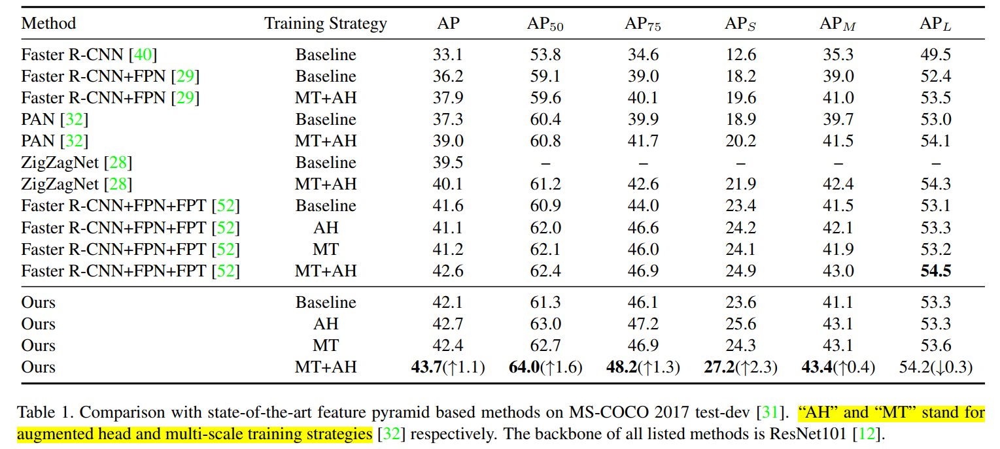 Method Training Strategy AP AP50 AP75 APS APM APL
Faster R-CNN [40] Baseline 33.1 53.8 34.6 12.6 35.3 49.5
Faster R-CNN+FPN [29] Baseline 36.2 59.1 39.0 18.2 39.0 52.4
Faster R-CNN+FPN [29] MT+AH 37.9 59.6 40.1 19.6 41.0 53.5
PAN [32] Baseline 37.3 60.4 39.9 18.9 39.7 53.0
PAN [32] MT+AH 39.0 60.8 41.7 20.2 41.5 54.1
ZigZagNet [28] Baseline 39.5 – – – – –
ZigZagNet [28] MT+AH 40.1 61.2 42.6 21.9 42.4 54.3
Faster R-CNN+FPN+FPT [52] Baseline 41.6 60.9 44.0 23.4 41.5 53.1
Faster R-CNN+FPN+FPT [52] AH 41.1 62.0 46.6 24.2 42.1 53.3
Faster R-CNN+FPN+FPT [52] MT 41.2 62.1 46.0 24.1 41.9 53.2
Faster R-CNN+FPN+FPT [52] MT+AH 42.6 62.4 46.9 24.9 43.0 54.5
Ours Baseline 42.1 61.3 46.1 23.6 41.1 53.3
Ours AH 42.7 63.0 47.2 25.6 43.1 53.3
Ours MT 42.4 62.7 46.9 24.3 43.1 53.6
Ours MT+AH 43.7(↑1.1) 64.0(↑1.6) 48.2(↑1.3) 27.2(↑2.3) 43.4(↑0.4) 54.2(↓0.3)
Table 1. Comparison with state-of-the-art feature pyramid based methods on MS-COCO 2017 test-dev [31]. “AH” and “MT” stand for
augmented head and multi-scale training strategies [32] respectively. The backbone of all listed methods is ResNet101 [12].